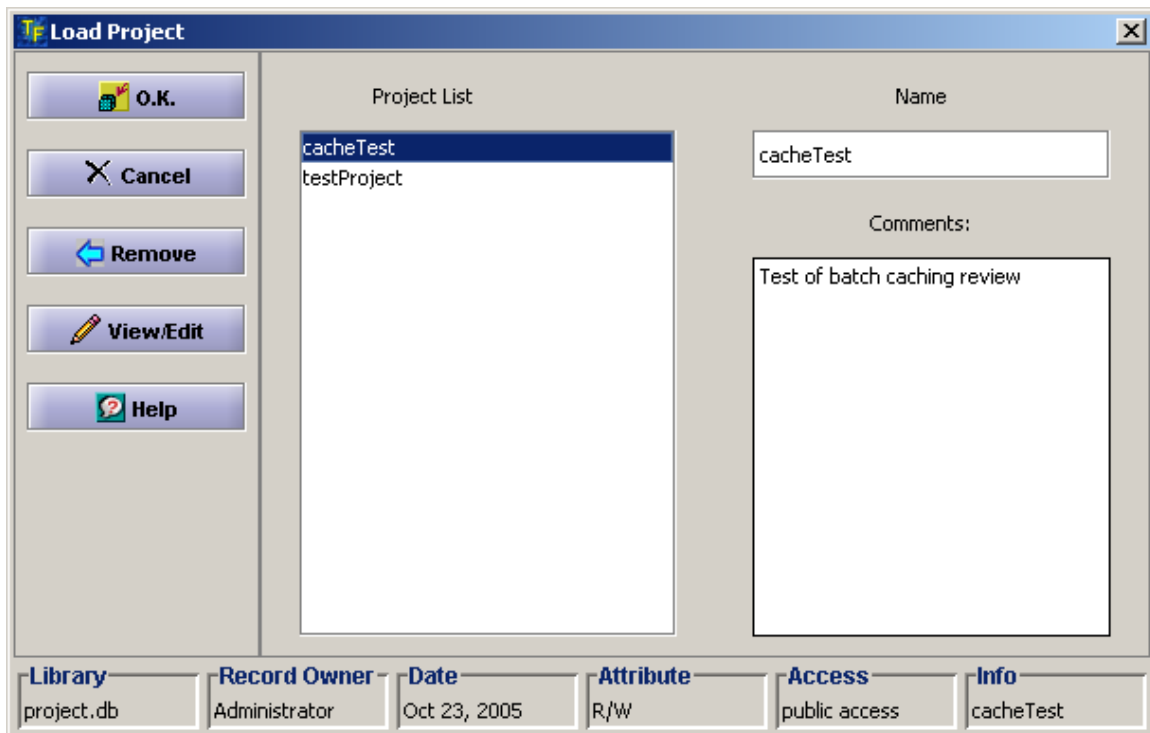 TF Load Project
O.K.
Cancel
Remove
View/Edit
Help
Project List
cacheTest
testProject
Name
cacheTest
Comments:
Test of batch caching review
Library
project.db
Record Owner
Administrator
Date
Oct 23, 2005
Attribute
R/W
Access
public access
Info
cacheTest